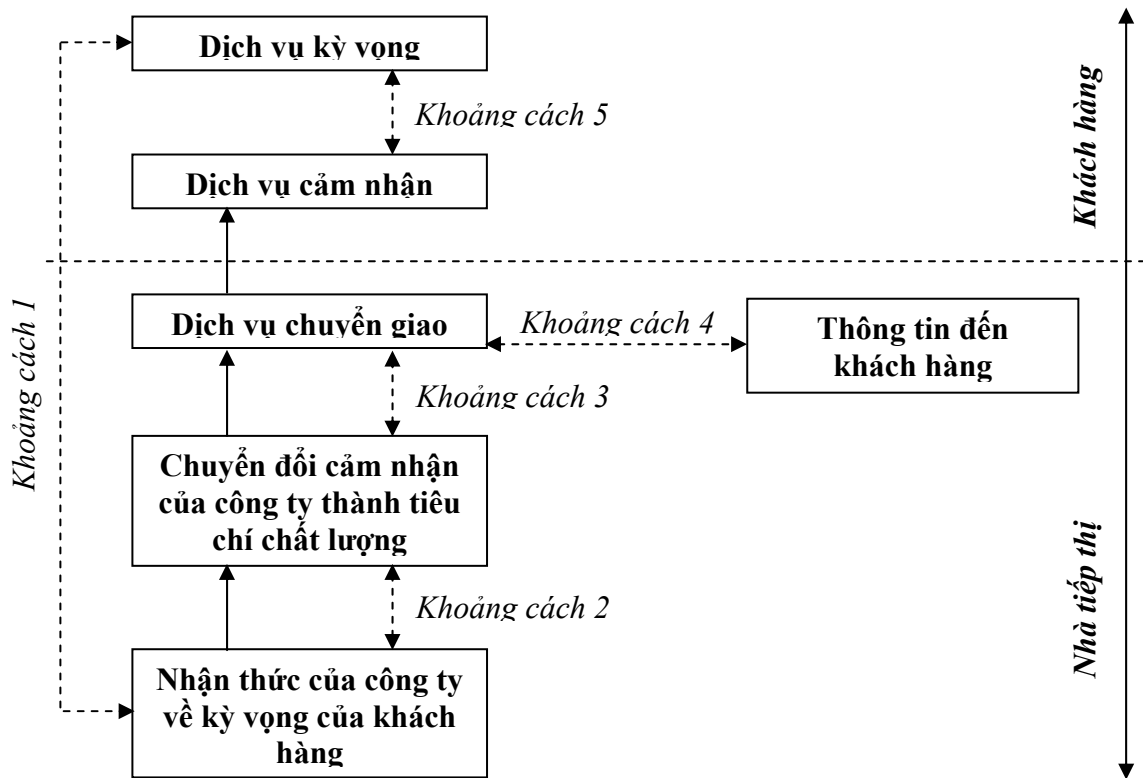 Dịch vụ kỳ vọng
Khoảng cách 5
Dịch vụ cảm nhận
Khách hàng
Khoảng cách 1
Dịch vụ chuyển giao
Khoảng cách 4
Thông tin đến
khách hàng
Khoảng cách 3
Chuyển đổi cảm nhận
của công ty thành tiêu
chí chất lượng
Khoảng cách 2
Nhà tiếp thị
Nhận thức của công ty
về kỳ vọng của khách
hàng